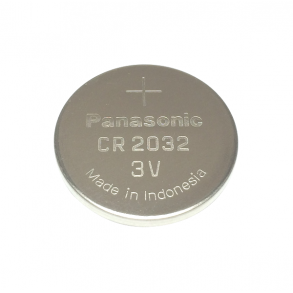 +
Panasonic
CR 2032
3V
Made in Indonesia